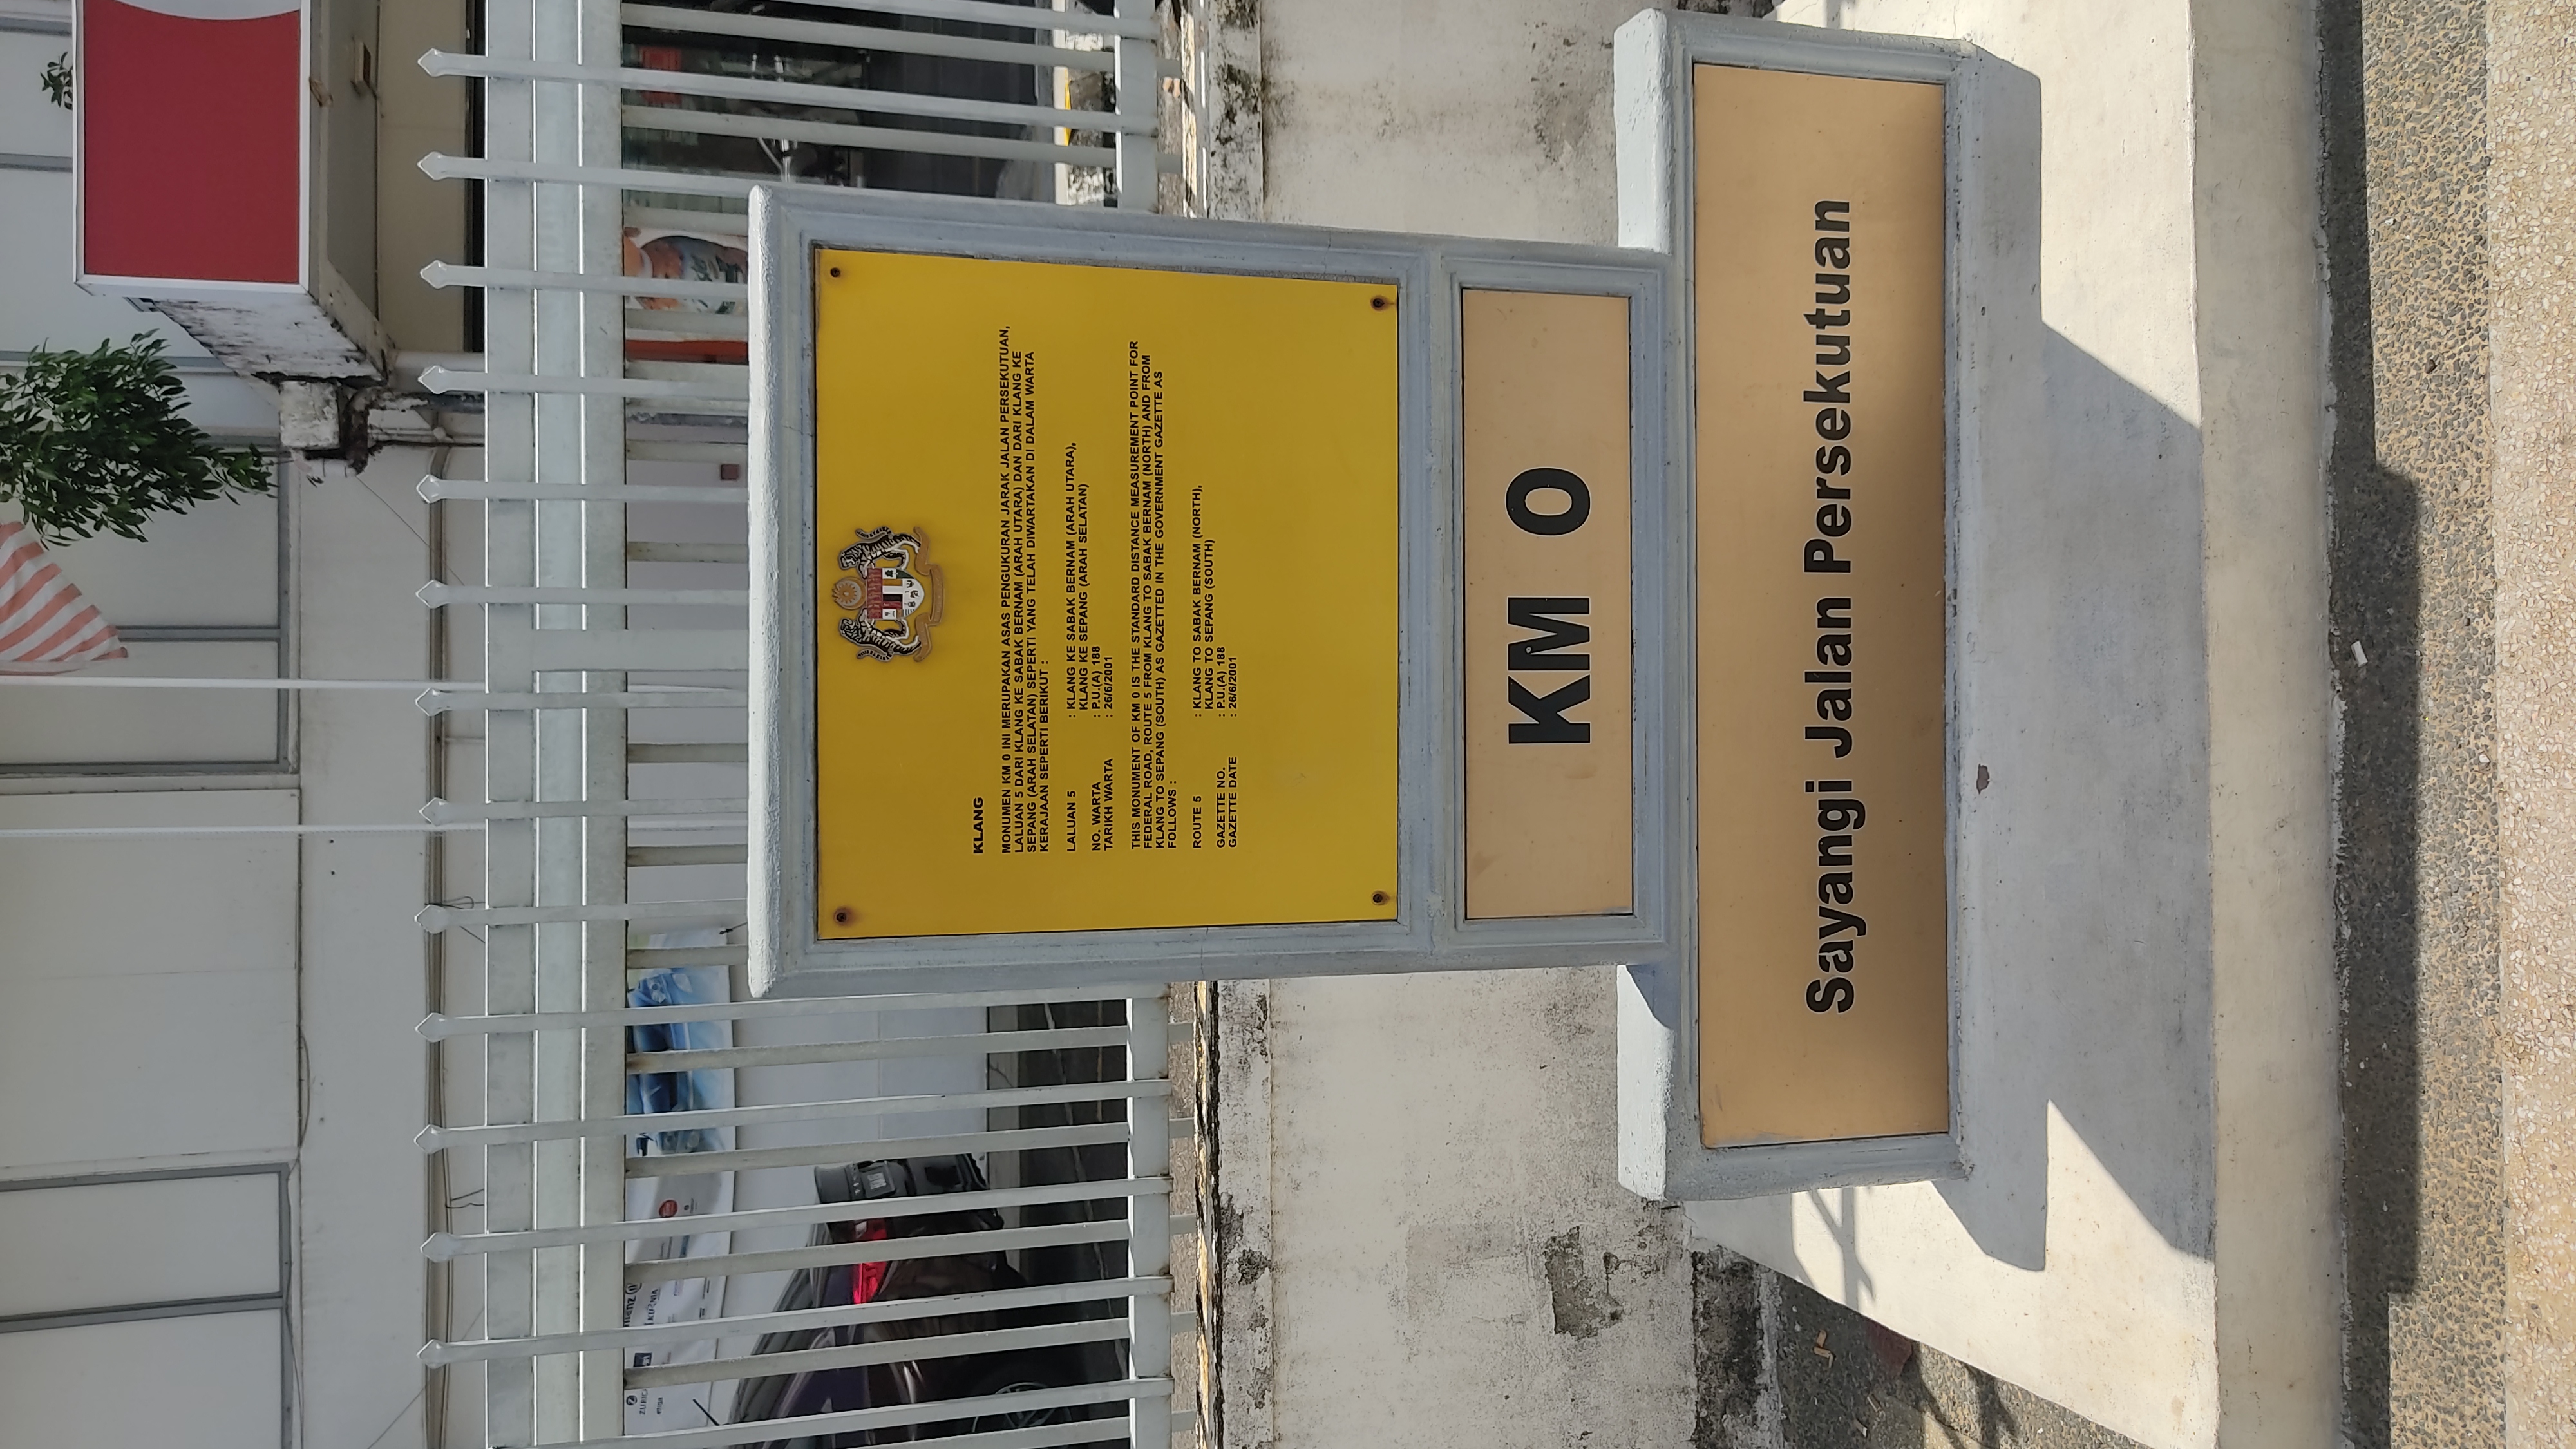 KLANG
MONUMEN KM 0 INI MERUPAKAN ASAS PENGUKURAN JARAK JALAN PERSEKUTUAN,
LALUAN 5 DARI KLANG KE SABAK BERNAM (ARAH UTARA) DAN DARI KLANG KE
SEPANG (ARAH SELATAN) SEPERTI YANG TELAH DIWARTAKAN DI DALAM WARTA
KERAJAAN SEPERTI BERIKUT :
LALUAN 5 : KLANG KE SABAK BERNAM (ARAH UTARA),
KLANG KE SEPANG (ARAH SELATAN)
NO. WARTA : P.U.(A) 188
TARIKH WARTA : 26/6/2001
THIS MONUMENT OF KM 0 IS THE STANDARD DISTANCE MEASUREMENT POINT FOR
FEDERAL ROAD, ROUTE 5 FROM KLANG TO SABAK BERNAM (NORTH) AND FROM
KLANG TO SEPANG (SOUTH) AS GAZETTED IN THE GOVERNMENT GAZETTE AS
FOLLOWS :
ROUTE 5 : KLANG TO SABAK BERNAM (NORTH),
KLANG TO SEPANG (SOUTH)
GAZETTE NO. : P.U.(A) 188
GAZETTE DATE : 26/6/2001
KM 0
Sayangi Jalan Persekutuan